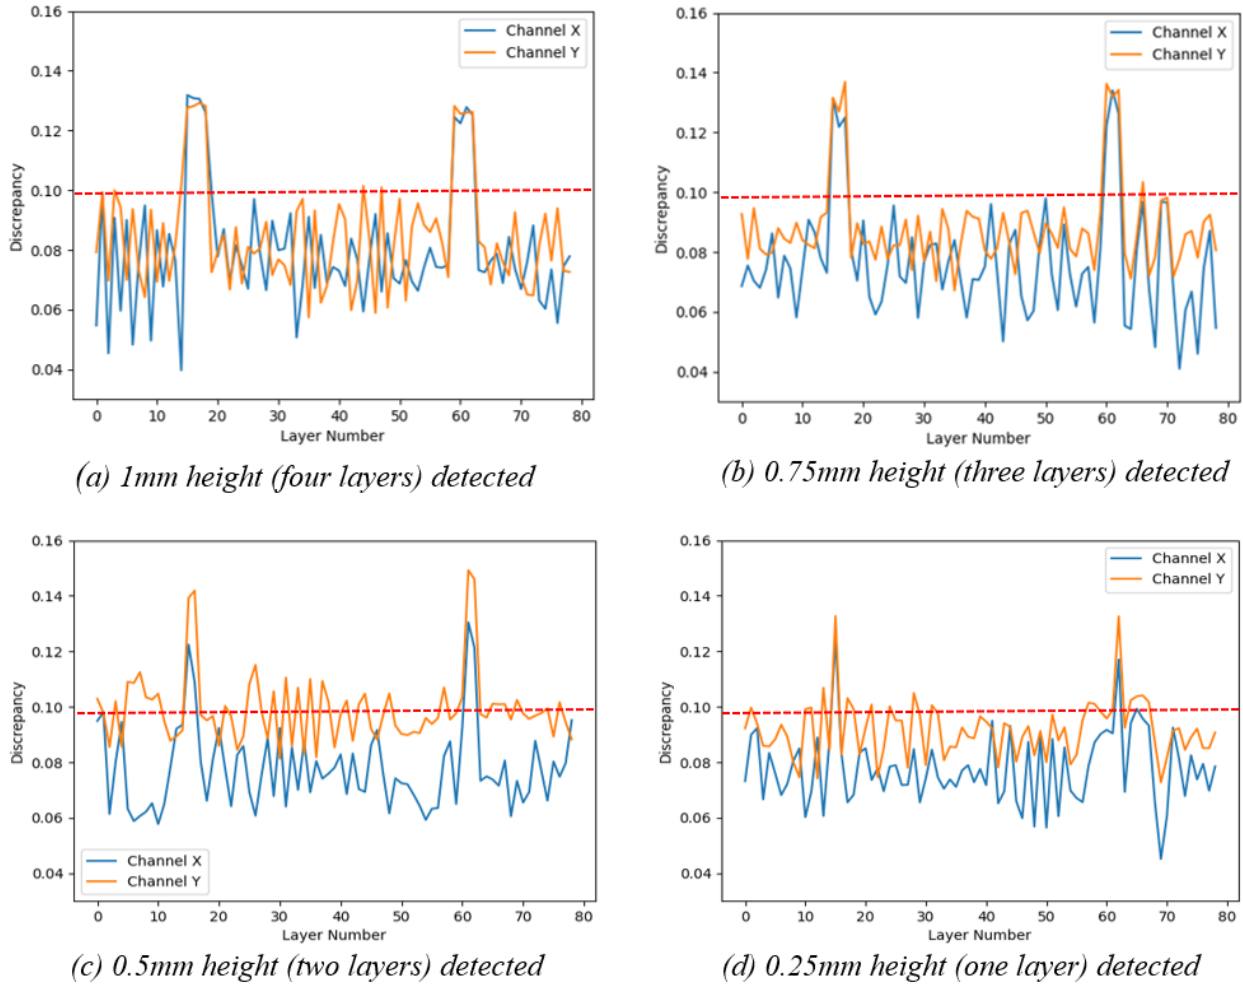 0.16
0.14
0.12
0.10
0.08
0.06
0.04
Discrepancy
Channel X
Channel Y
0 10 20 30 40 50 60 70 80
Layer Number
(a) 1mm height (four layers) detected
0.16
0.14
0.12
0.10
0.08
0.06
0.04
Discrepancy
Channel X
Channel Y
0 10 20 30 40 50 60 70 80
Layer Number
(b) 0.75mm height (three layers) detected
0.16
0.14
0.12
0.10
0.08
0.06
0.04
Discrepancy
Channel X
Channel Y
0 10 20 30 40 50 60 70 80
Layer Number
(c) 0.5mm height (two layers) detected
0.16
0.14
0.12
0.10
0.08
0.06
0.04
Discrepancy
Channel X
Channel Y
0 10 20 30 40 50 60 70 80
Layer Number
(d) 0.25mm height (one layer) detected